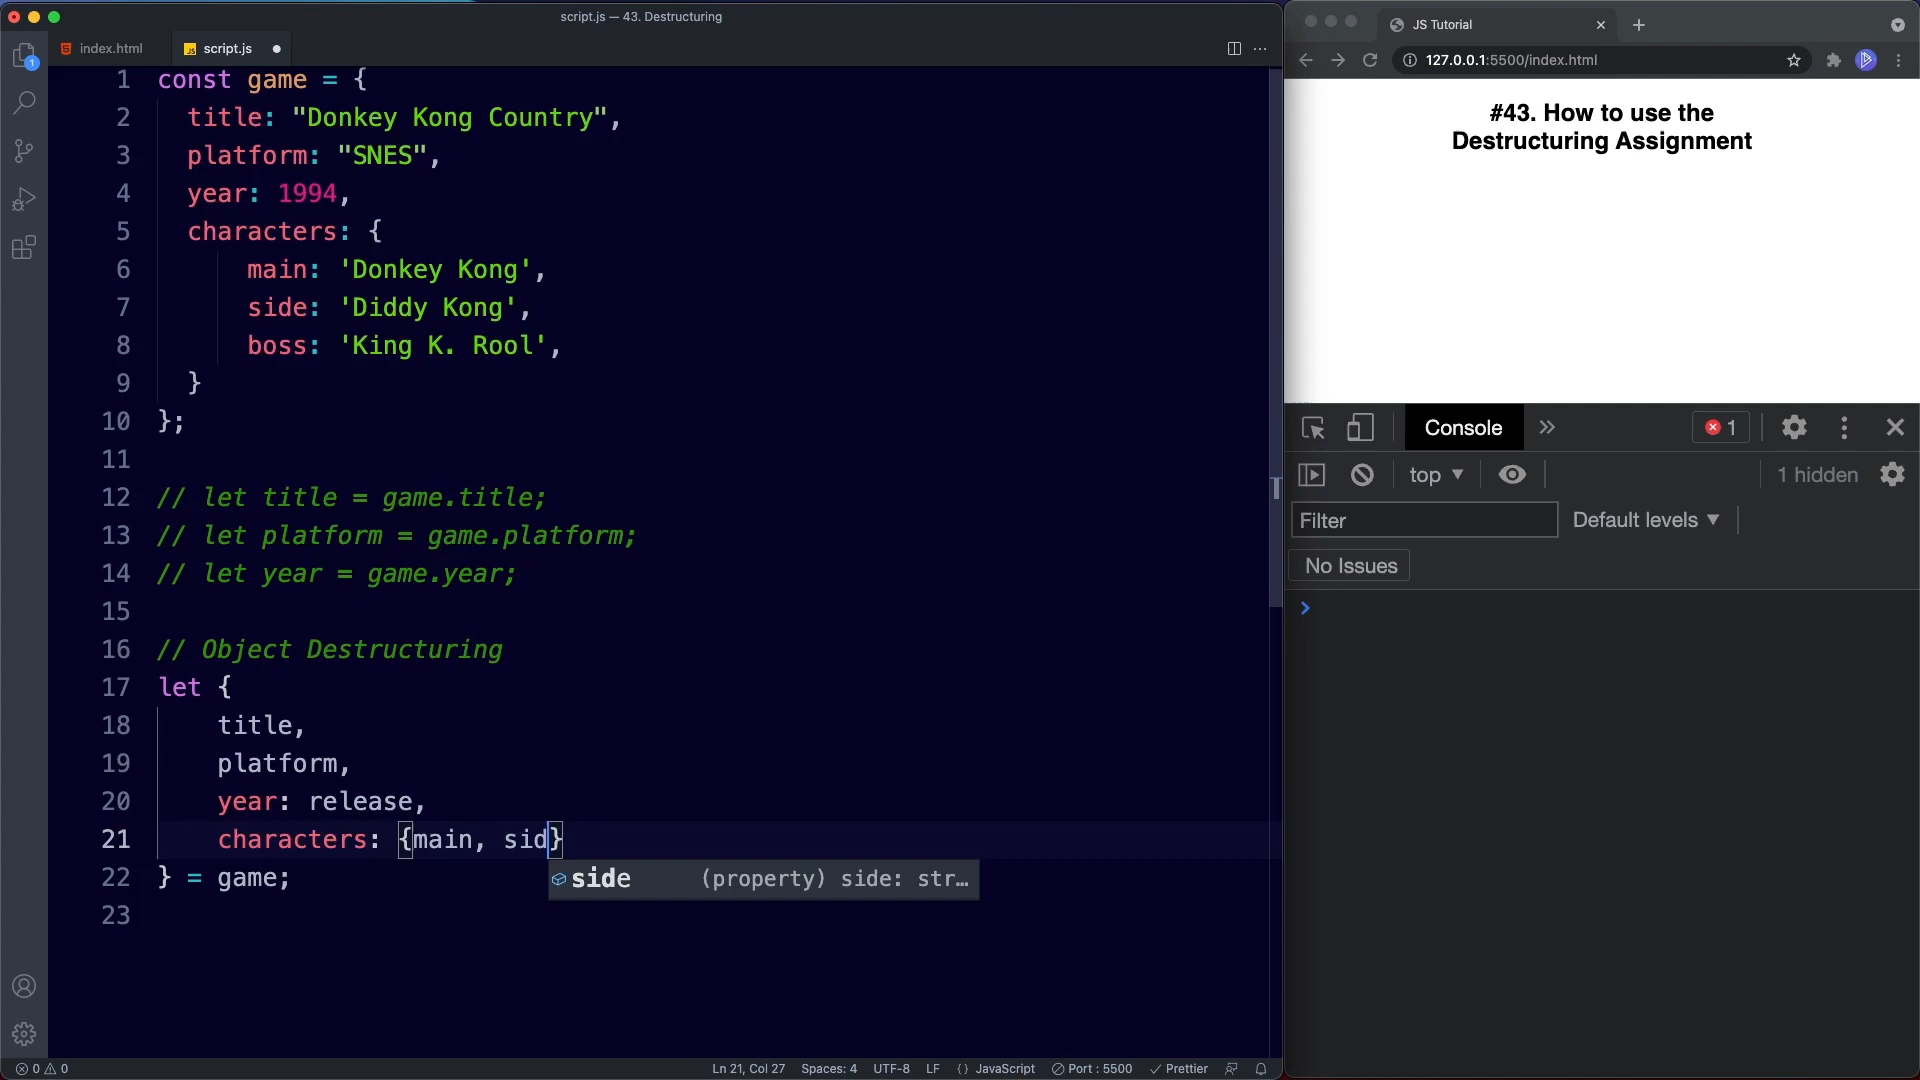 script.js — 43. Destructuring
index.html
script.js
1
1 const game = {
2 title: "Donkey Kong Country",
3 platform: "SNES",
4 year: 1994,
5 characters: {
6 main: 'Donkey Kong',
7 side: 'Diddy Kong',
8 boss: 'King K. Rool',
9 }
10 };
11
12 // let title = game.title;
13 // let platform = game.platform;
14 // let year = game.year;
15
16 // Object Destructuring
17 let {
18 title,
19 platform,
20 year: release,
21 characters: {main, sid}
side (property) side: str…
22 } = game;
23
0 0
Ln 21, Col 27 Spaces: 4 UTF-8 LF {} JavaScript Port : 5500 Prettier
JS Tutorial
127.0.0.1:5500/index.html
#43. How to use the
Destructuring Assignment
Console » 1
top 1 hidden
Filter Default levels
No Issues